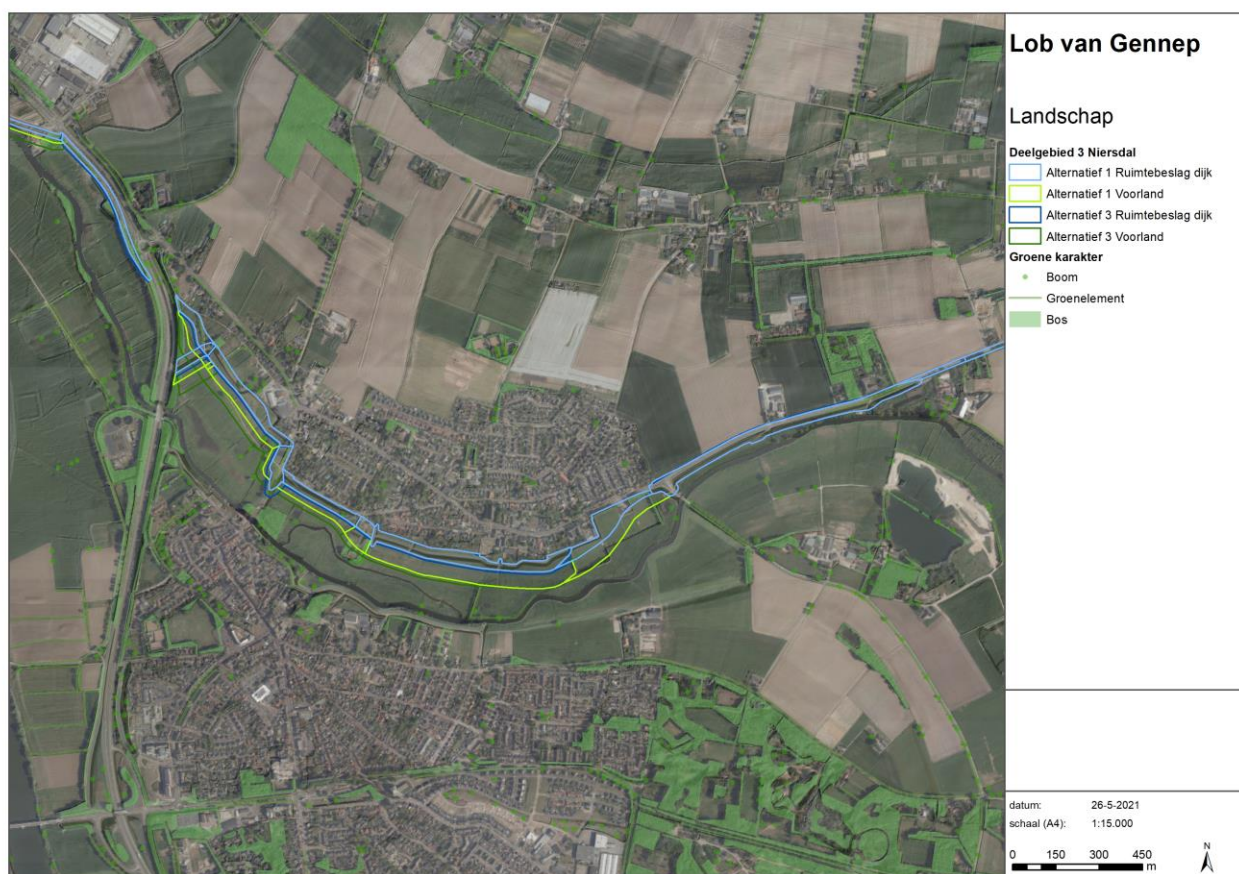 Lob van Gennep
Landschap
Deelgebied 3 Niersdal
Alternatief 1 Ruimtebeslag dijk
Alternatief 1 Voorland
Alternatief 3 Ruimtebeslag dijk
Alternatief 3 Voorland
Groene karakter
Boom
Groenelement
Bos
datum: 26-5-2021
schaal (A4): 1:15.000
0 150 300 450
m
N